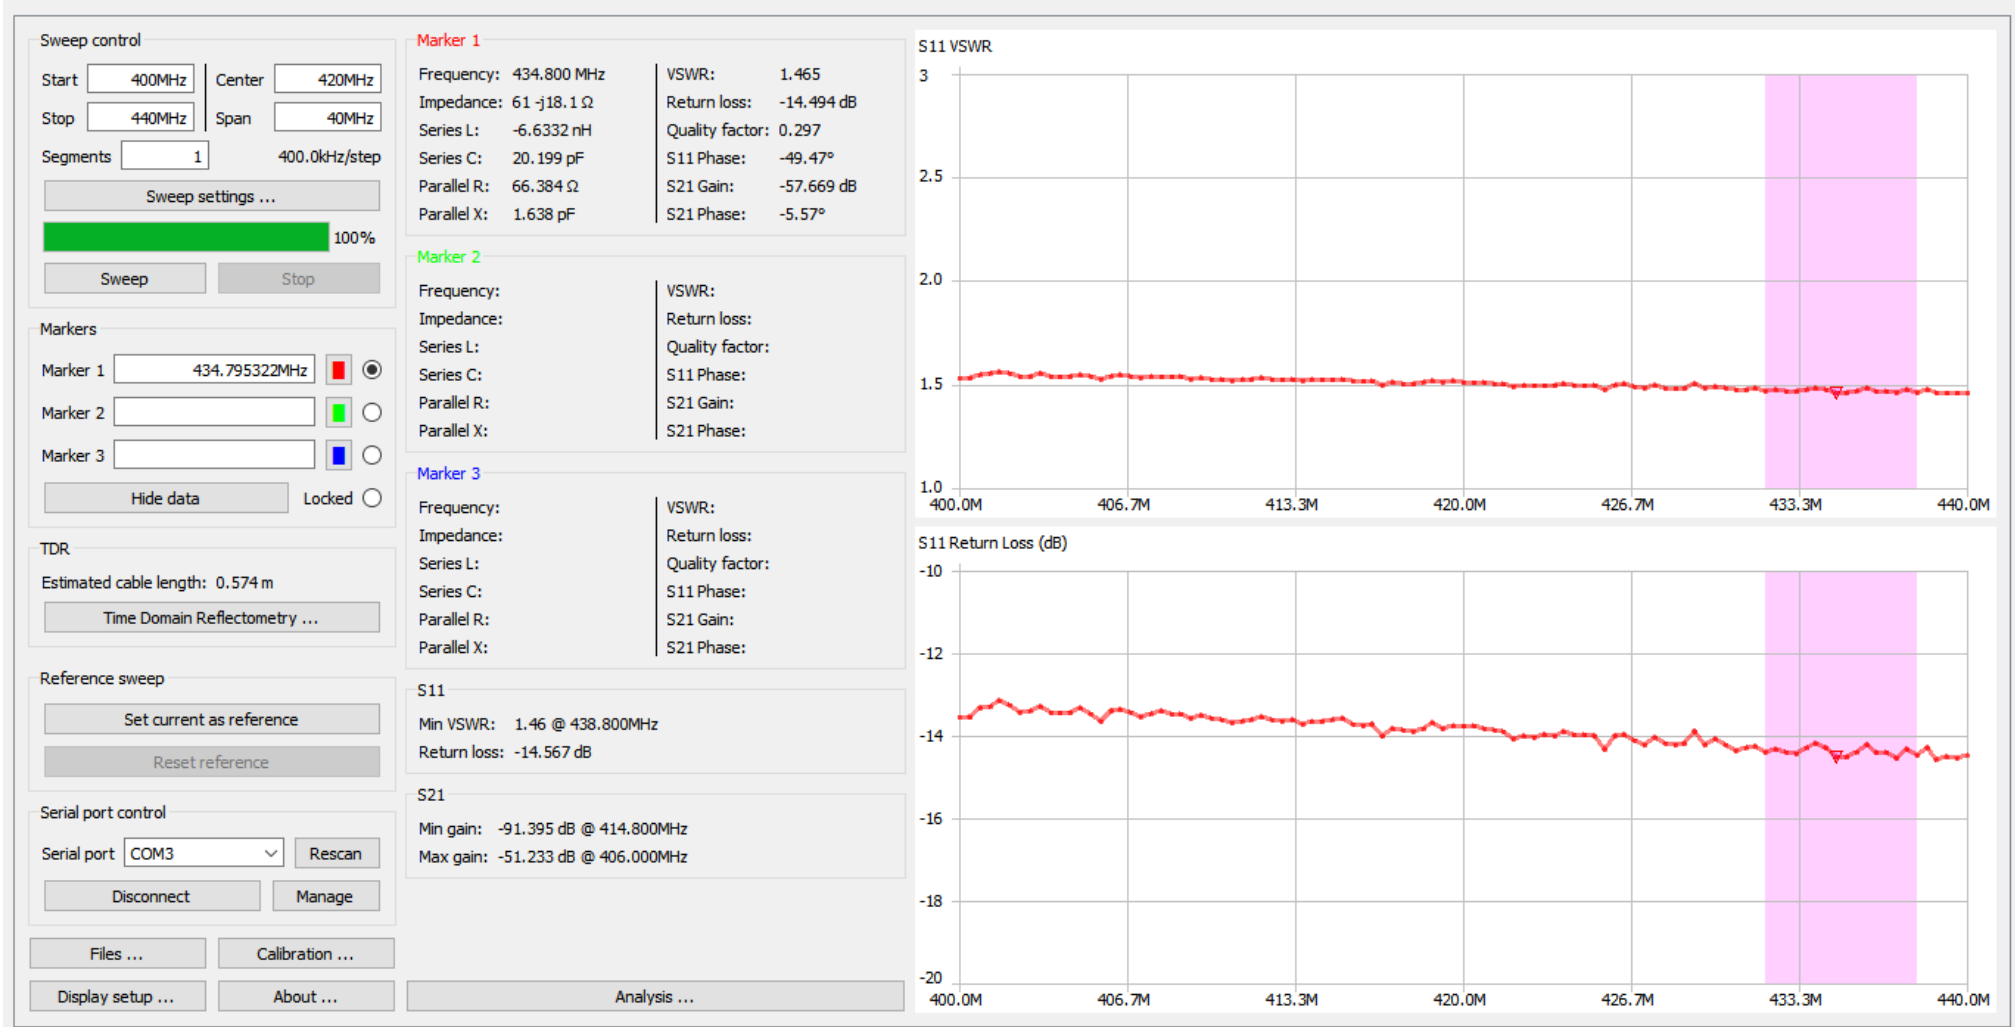 Sweep control
Start 400MHz Center 420MHz
Stop 440MHz Span 40MHz
Segments 1 400.0kHz/step
Sweep settings ...
100%
Sweep Stop
Markers
Marker 1 434.795322MHz
Marker 2
Marker 3
Hide data Locked
TDR
Estimated cable length: 0.574 m
Time Domain Reflectometry ...
Reference sweep
Set current as reference
Reset reference
Serial port control
Serial port COM3 Rescan
Disconnect Manage
Files ... Calibration ...
Display setup ... About ...
Marker 1
Frequency: 434.800 MHz VSWR: 1.465
Impedance: 61 -j18.1 Ω Return loss: -14.494 dB
Series L: -6.6332 nH Quality factor: 0.297
Series C: 20.199 pF S11 Phase: -49.47°
Parallel R: 66.384 Ω S21 Gain: -57.669 dB
Parallel X: 1.638 pF S21 Phase: -5.57°
Marker 2
Frequency: VSWR:
Impedance: Return loss:
Series L: Quality factor:
Series C: S11 Phase:
Parallel R: S21 Gain:
Parallel X: S21 Phase:
Marker 3
Frequency: VSWR:
Impedance: Return loss:
Series L: Quality factor:
Series C: S11 Phase:
Parallel R: S21 Gain:
Parallel X: S21 Phase:
S11
Min VSWR: 1.46 @ 438.800MHz
Return loss: -14.567 dB
S21
Min gain: -91.395 dB @ 414.800MHz
Max gain: -51.233 dB @ 406.000MHz
Analysis ...
S11 VSWR
3
2.5
2.0
1.5
1.0
400.0M 406.7M 413.3M 420.0M 426.7M 433.3M 440.0M
S11 Return Loss (dB)
-10
-12
-14
-16
-18
-20
400.0M 406.7M 413.3M 420.0M 426.7M 433.3M 440.0M